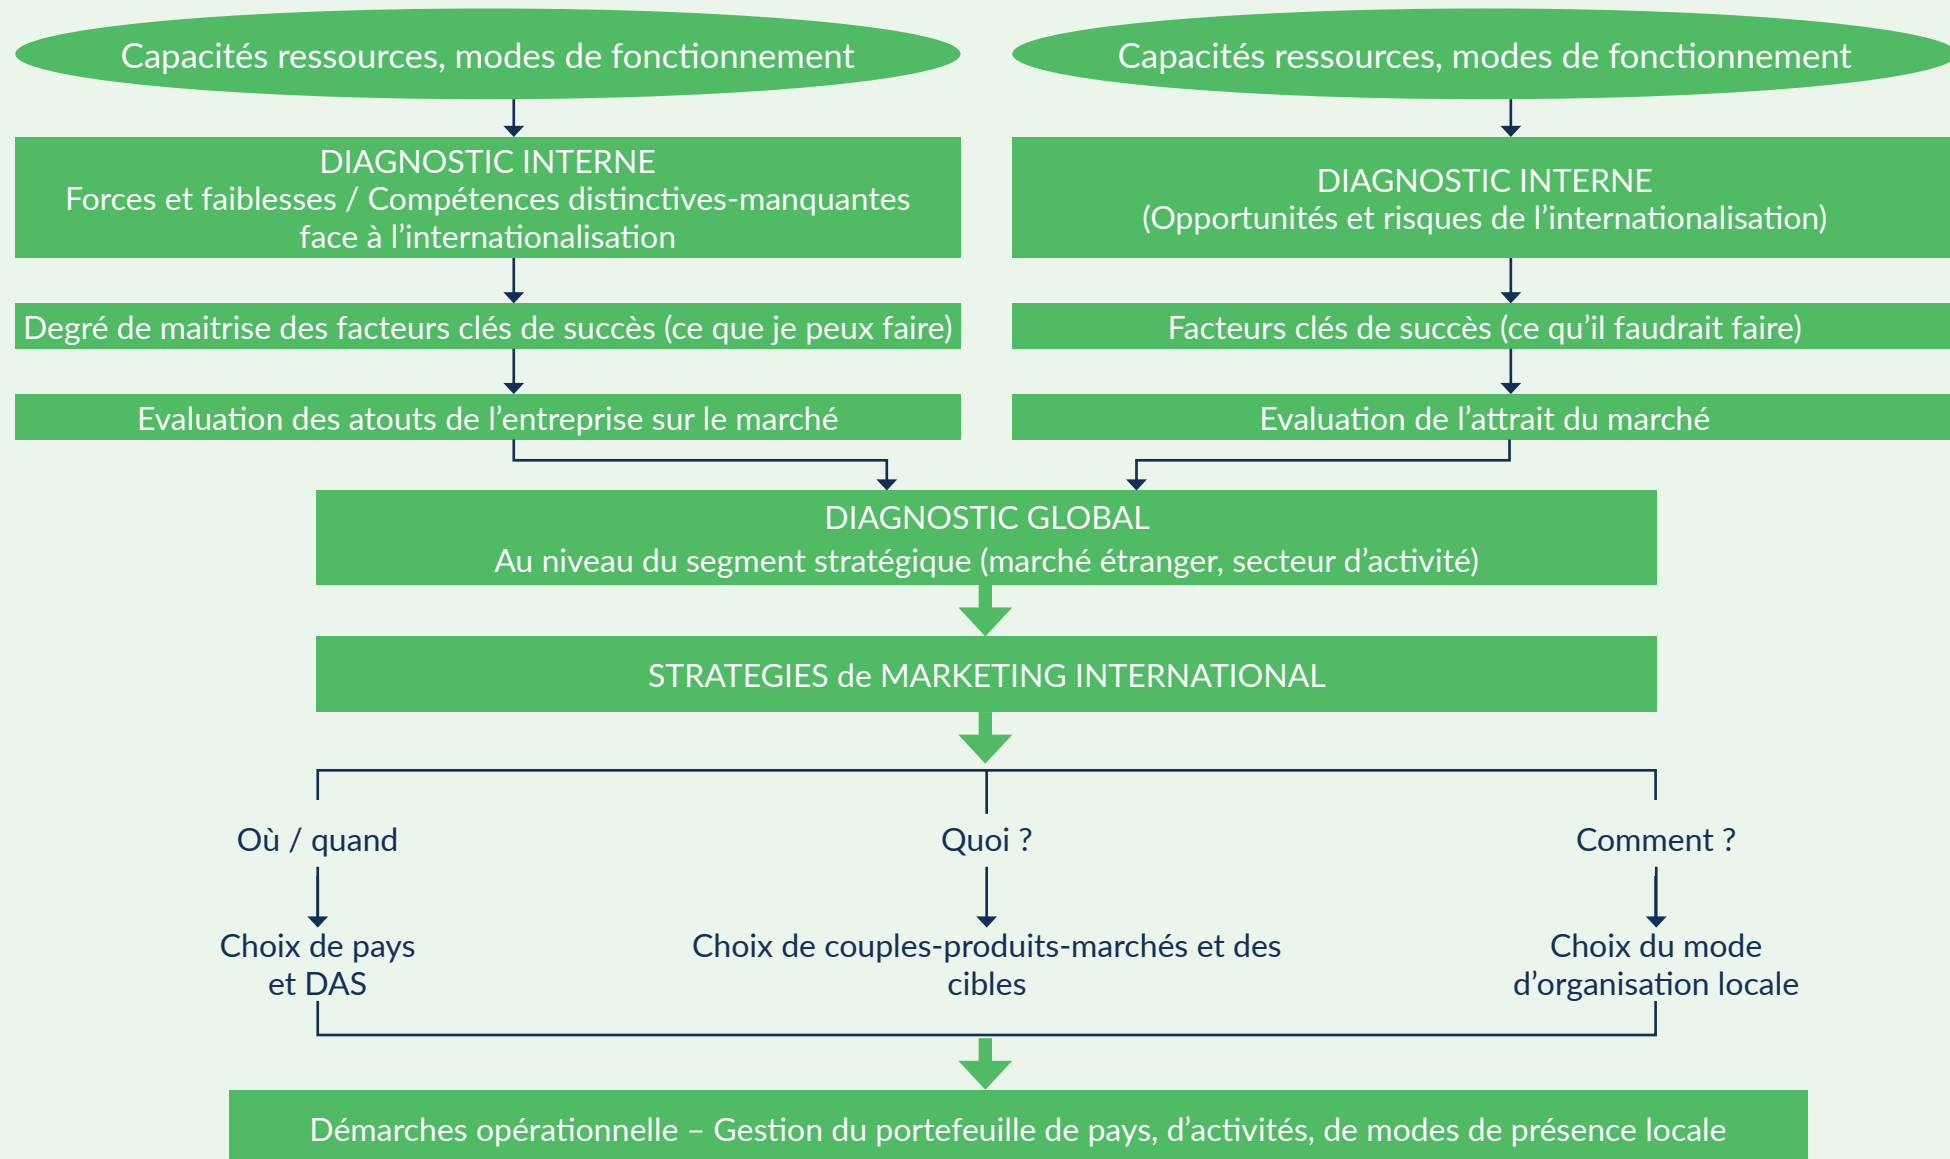 Capacités ressources, modes de fonctionnement
Capacités ressources, modes de fonctionnement
DIAGNOSTIC INTERNE
Forces et faiblesses / Compétences distinctives-manquantes
face à l’internationalisation
DIAGNOSTIC INTERNE
(Opportunités et risques de l’internationalisation)
Degré de maitrise des facteurs clés de succès (ce que je peux faire)
Facteurs clés de succès (ce qu’il faudrait faire)
Evaluation des atouts de l’entreprise sur le marché
Evaluation de l’attrait du marché
DIAGNOSTIC GLOBAL
Au niveau du segment stratégique (marché étranger, secteur d’activité)
STRATEGIES de MARKETING INTERNATIONAL
Où / quand
Quoi ?
Comment ?
Choix de pays
et DAS
Choix de couples-produits-marchés et des
cibles
Choix du mode
d’organisation locale
Démarches opérationnelle – Gestion du portefeuille de pays, d’activités, de modes de présence locale